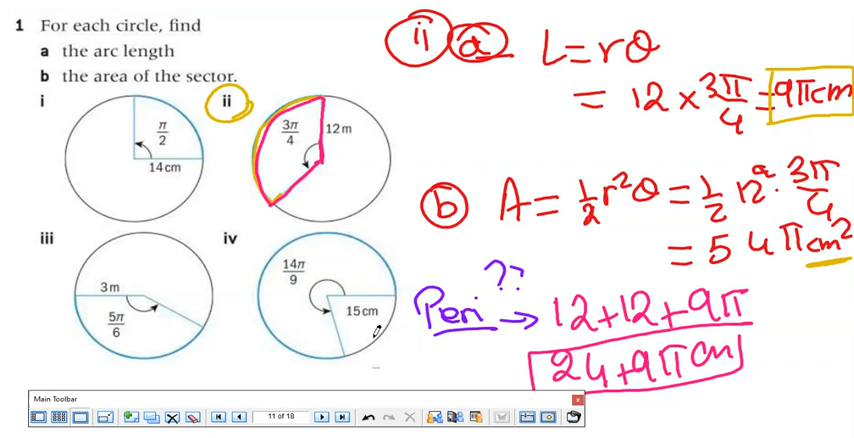 1 For each circle, find
a the arc length
b the area of the sector.
i
π/2
14 cm
ii
3π/4
12 m
iii
3 m
5π/6
iv
14π/9
15 cm
ii a L = rθ
= 12 × 3π/4 = 9π cm
b A = 1/2 r²θ = 1/2 12². 3π/4
= 54π cm²
??
Peri → 12+12+9π
24+9π cm
Main Toolbar
11 of 18